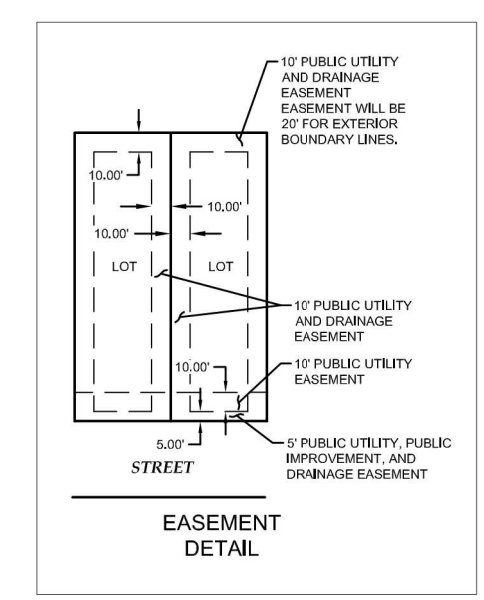 10' PUBLIC UTILITY
AND DRAINAGE
EASEMENT
EASEMENT WILL BE
20' FOR EXTERIOR
BOUNDARY LINES.
10.00'
10.00'
10.00'
LOT
LOT
10' PUBLIC UTILITY
AND DRAINAGE
EASEMENT
10.00'
10' PUBLIC UTILITY
EASEMENT
5.00'
5' PUBLIC UTILITY, PUBLIC
IMPROVEMENT, AND
DRAINAGE EASEMENT
STREET
EASEMENT
DETAIL